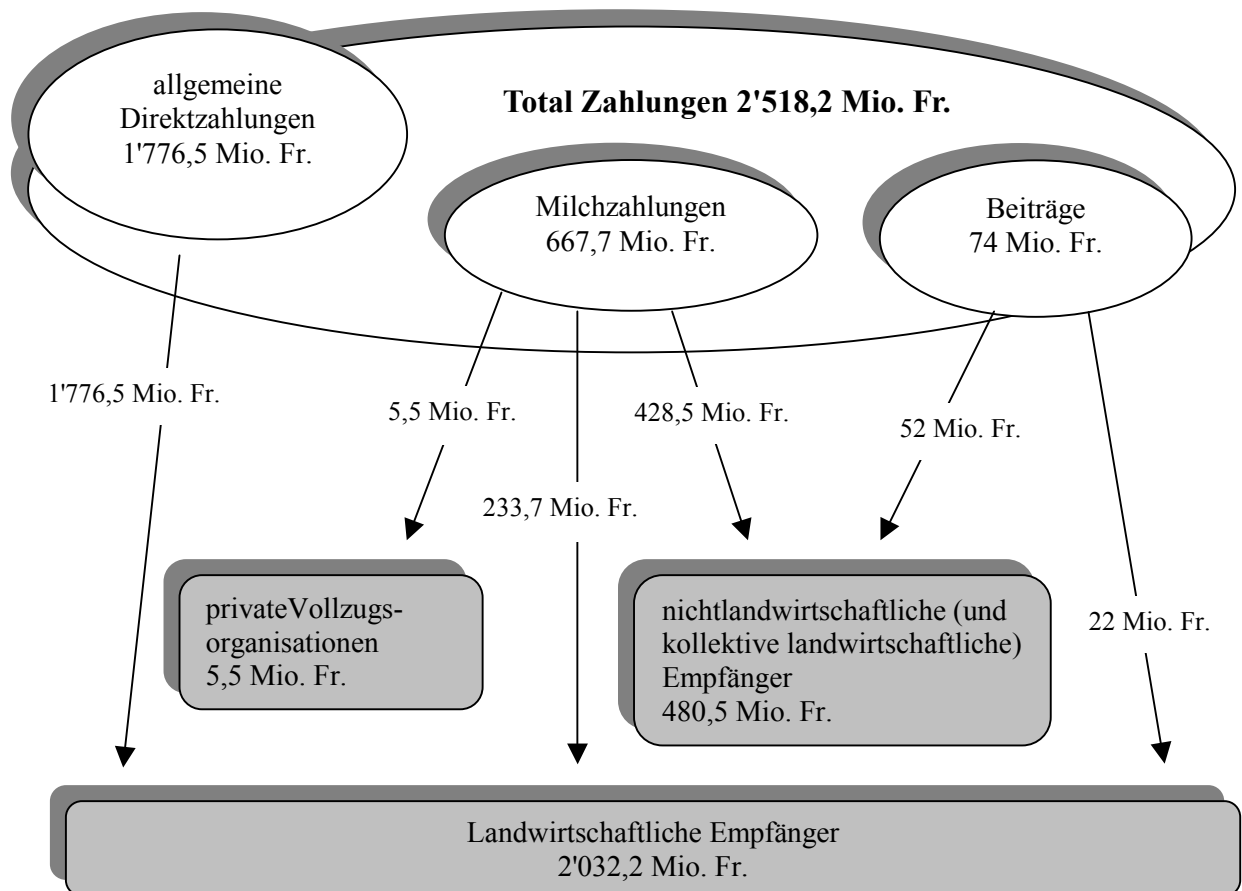 allgemeine
Direktzahlungen
1'776,5 Mio. Fr.
Total Zahlungen 2'518,2 Mio. Fr.
Milchzahlungen
667,7 Mio. Fr.
Beiträge
74 Mio. Fr.
1'776,5 Mio. Fr.
5,5 Mio. Fr.
428,5 Mio. Fr.
52 Mio. Fr.
233,7 Mio. Fr.
22 Mio. Fr.
privateVollzugs-
organisationen
5,5 Mio. Fr.
nichtlandwirtschaftliche (und
kollektive landwirtschaftliche)
Empfänger
480,5 Mio. Fr.
Landwirtschaftliche Empfänger
2'032,2 Mio. Fr.